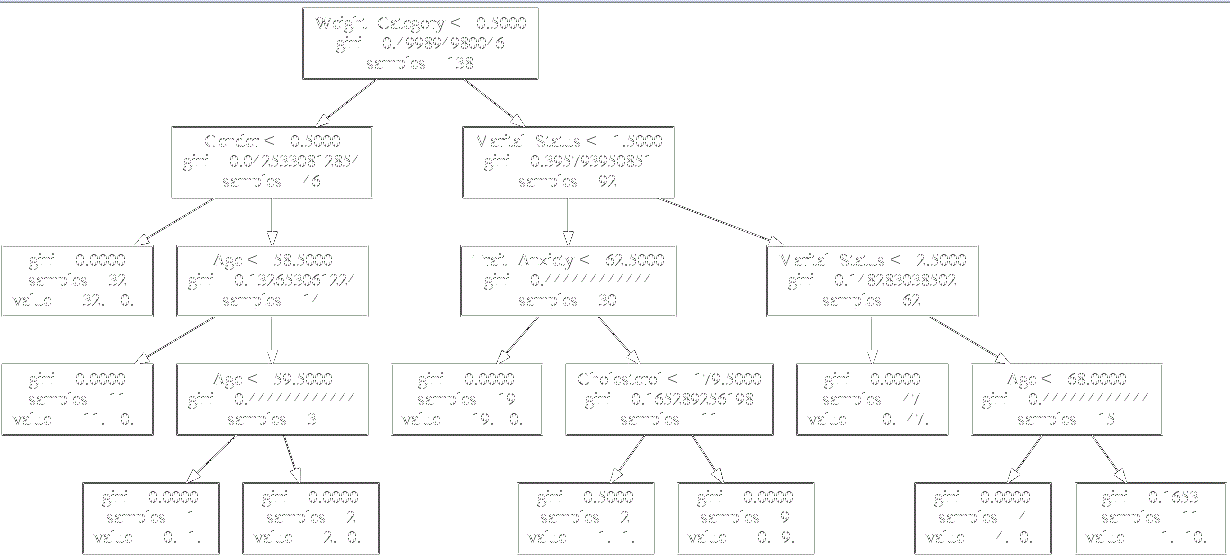 Weight Category < 0.5000
gini 0.499894980046
samples 138
Gender < 0.5000
gini 0.0425330812854
samples 46
Marital Status < 1.5000
gini 0.395793950851
samples 92
gini 0.0000
samples 32
value 32. 0.
Age < 58.5000
gini 0.132653061224
samples 14
Trait Anxiety < 62.5000
gini 0.444444444444
samples 30
Marital Status < 2.5000
gini 0.148283038502
samples 62
gini 0.0000
samples 11
value 11. 0.
Age < 59.5000
gini 0.444444444444
samples 3
gini 0.0000
samples 19
value 19. 0.
Cholesterol < 179.5000
gini 0.165289256198
samples 11
gini 0.0000
samples 47
value 0. 47.
Age < 68.0000
gini 0.444444444444
samples 15
gini 0.0000
samples 1
value 0. 1.
gini 0.0000
samples 2
value 2. 0.
gini 0.5000
samples 2
value 1. 1.
gini 0.0000
samples 9
value 0. 9.
gini 0.0000
samples 4
value 4. 0.
gini 0.1653
samples 11
value 1. 10.